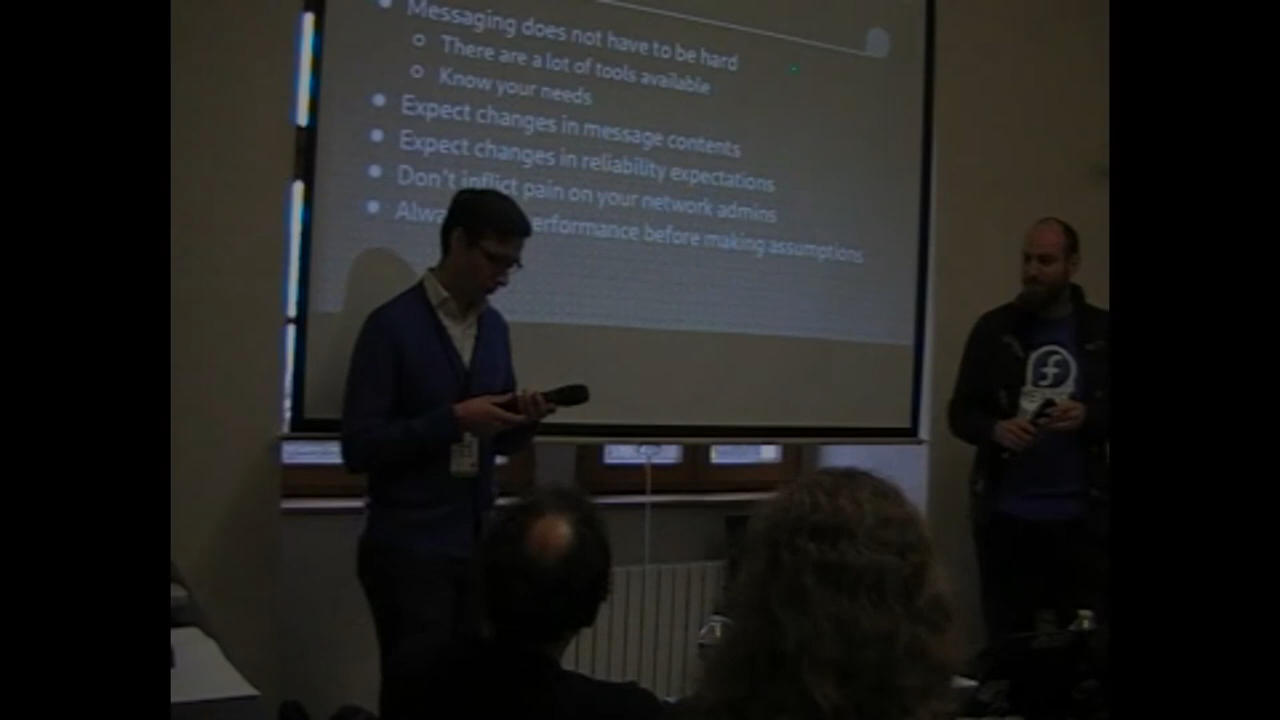 Messaging does not have to be hard
There are a lot of tools available
Know your needs
Expect changes in message contents
Expect changes in reliability expectations
Don't inflict pain on your network admins
performance before making assumptions
f